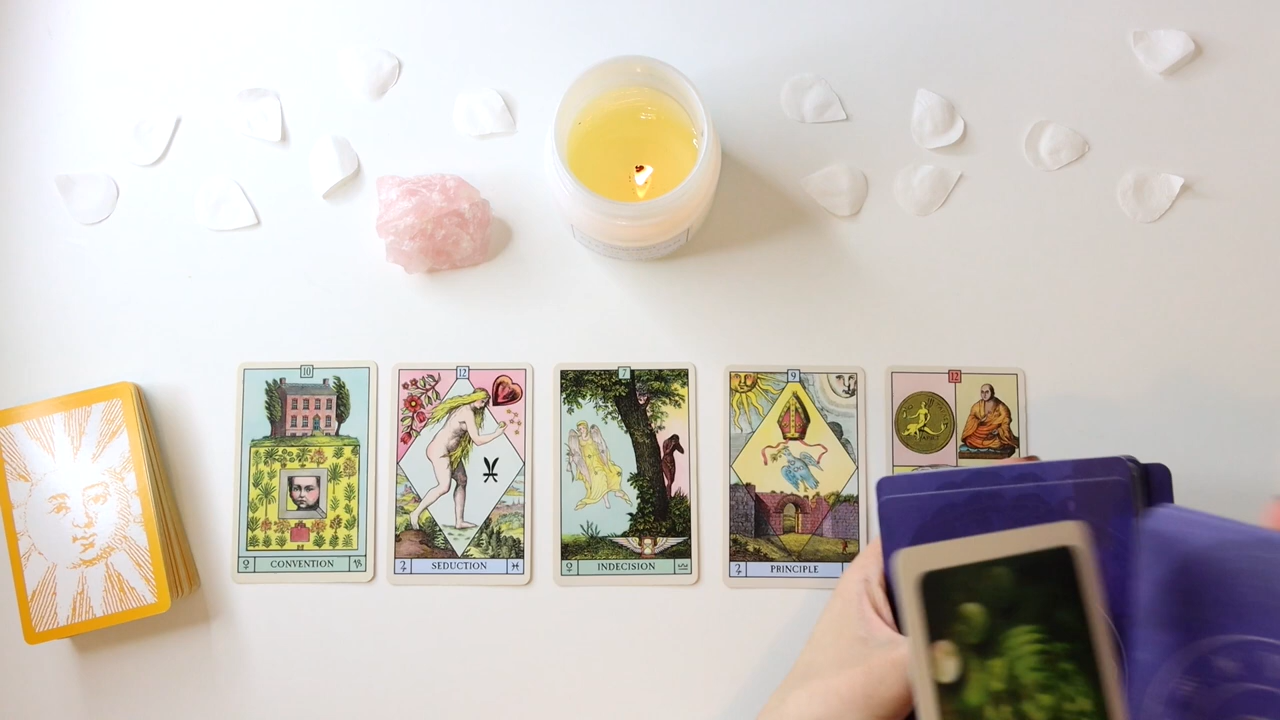 10
CONVENTION
12
SEDUCTION
7
INDECISION
9
PRINCIPLE
12